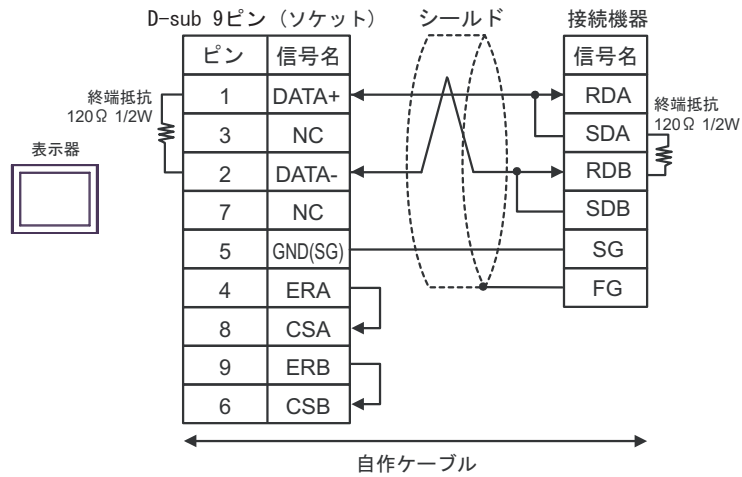 D-sub 9ピン（ソケット）
シールド
接続機器
ピン 信号名
信号名
終端抵抗
120Ω 1/2W
1 DATA+
RDA
終端抵抗
120Ω 1/2W
3 NC
SDA
表示器
2 DATA-
RDB
7 NC
SDB
5 GND(SG)
SG
4 ERA
FG
8 CSA
9 ERB
6 CSB
自作ケーブル